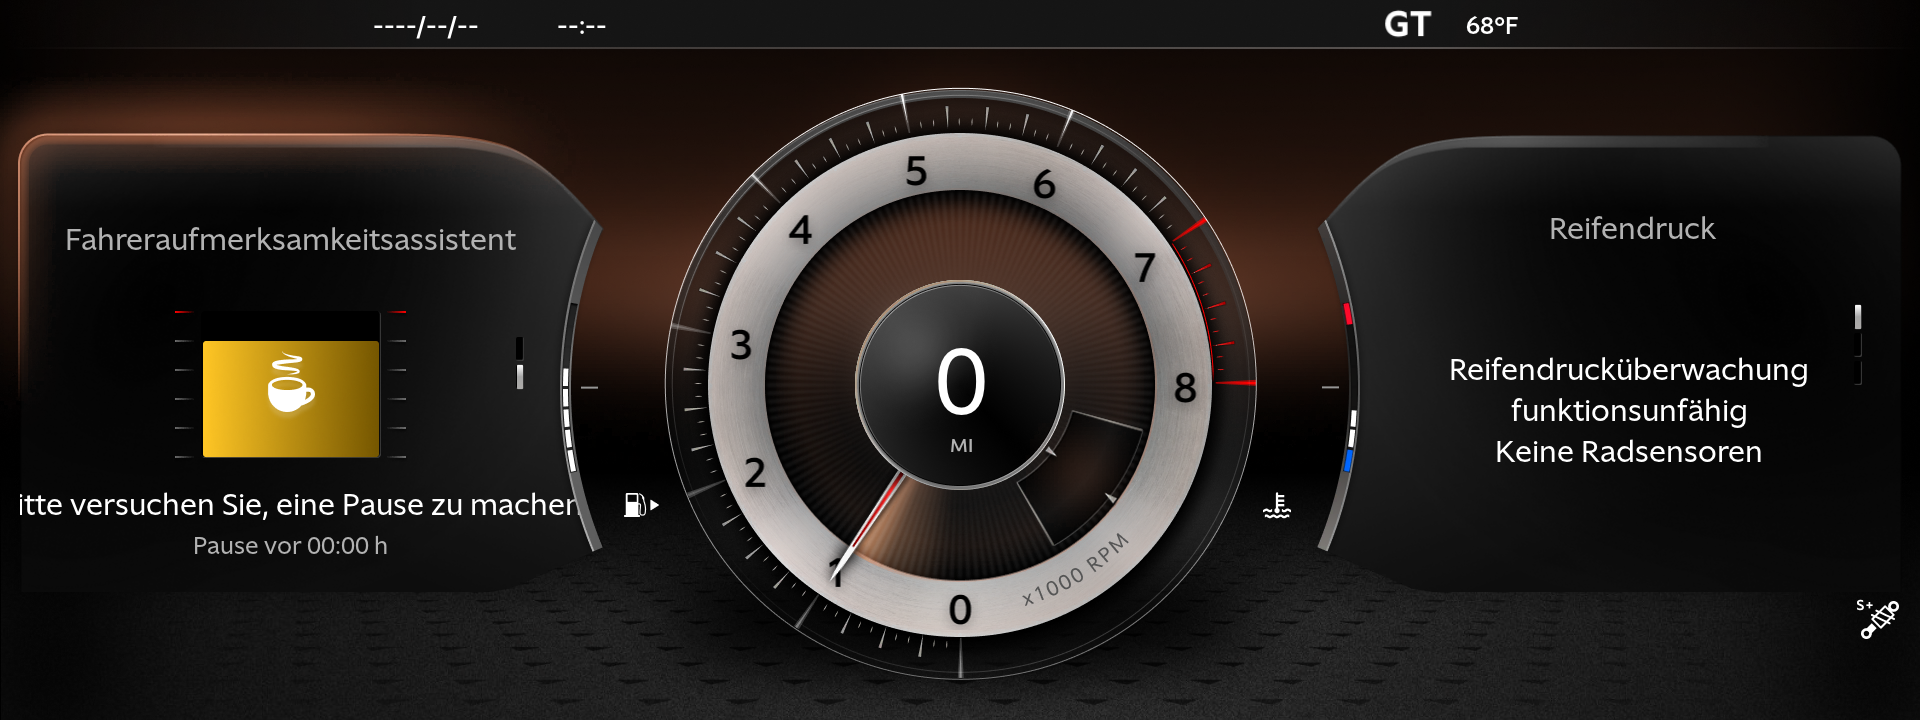 ----/--/-- --:-- GT 68°F
Fahreraufmerksamkeitsassistent
itte versuchen Sie, eine Pause zu machen
Pause vor 00:00 h
0
1
2
3
4
5
6
7
8
x1000 RPM
0
MI
Reifendruck
Reifendrucküberwachung
funktionsunfähig
Keine Radsensoren
S+